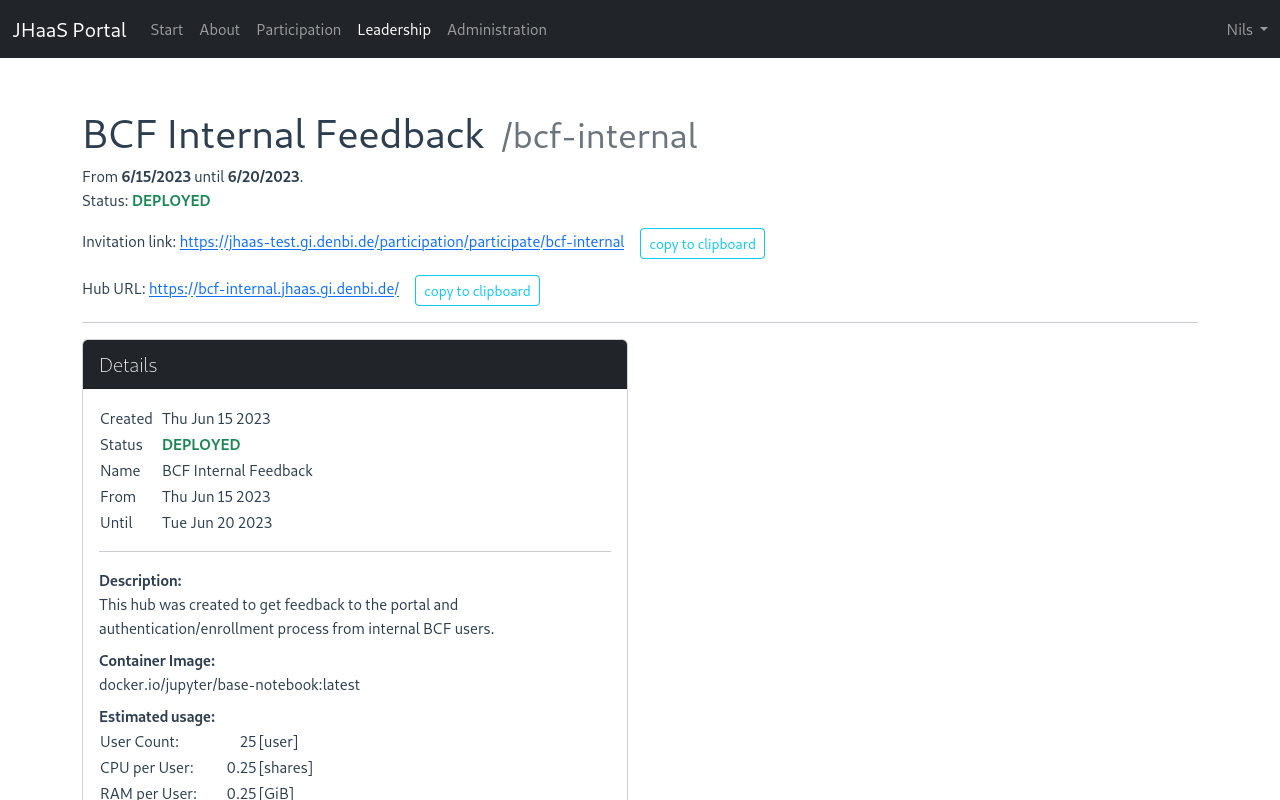 JHaaS Portal Start About Participation Leadership Administration Nils
BCF Internal Feedback /bcf-internal
From 6/15/2023 until 6/20/2023.
Status: DEPLOYED
Invitation link: https://jhaas-test.gi.denbi.de/participation/participate/bcf-internal copy to clipboard
Hub URL: https://bcf-internal.jhaas.gi.denbi.de/ copy to clipboard
Details
Created Thu Jun 15 2023
Status DEPLOYED
Name BCF Internal Feedback
From Thu Jun 15 2023
Until Tue Jun 20 2023
Description:
This hub was created to get feedback to the portal and
authentication/enrollment process from internal BCF users.
Container Image:
docker.io/jupyter/base-notebook:latest
Estimated usage:
User Count: 25 [user]
CPU per User: 0.25 [shares]
RAM per User: 0.25 [GiB]